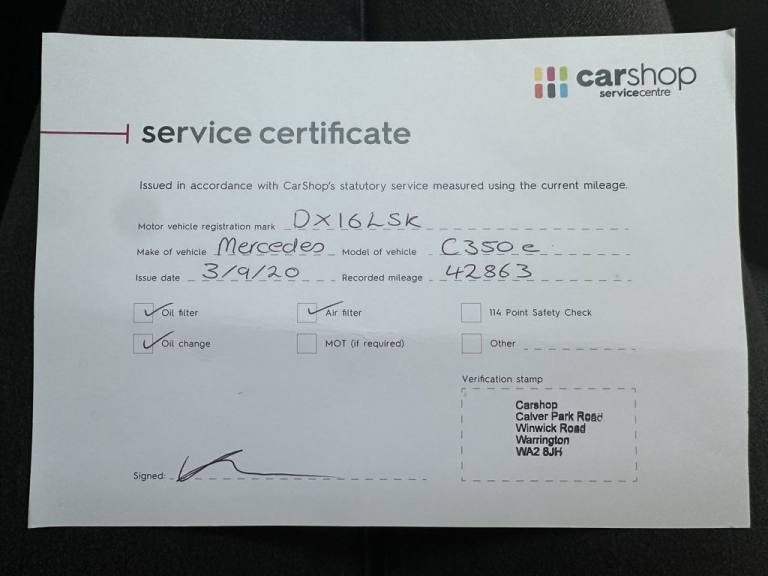 carshop
servicecentre
service certificate
Issued in accordance with CarShop's statutory service measured using the current mileage.
Motor vehicle registration mark DX16LSK
Make of vehicle Mercedes Model of vehicle C350e
Issue date 3/9/20 Recorded mileage 42863
Oil filter Air filter 114 Point Safety Check
Oil change MOT (if required) Other
Verification stamp
Carshop
Calver Park Road
Winwick Road
Warrington
WA2 8JH
Signed: